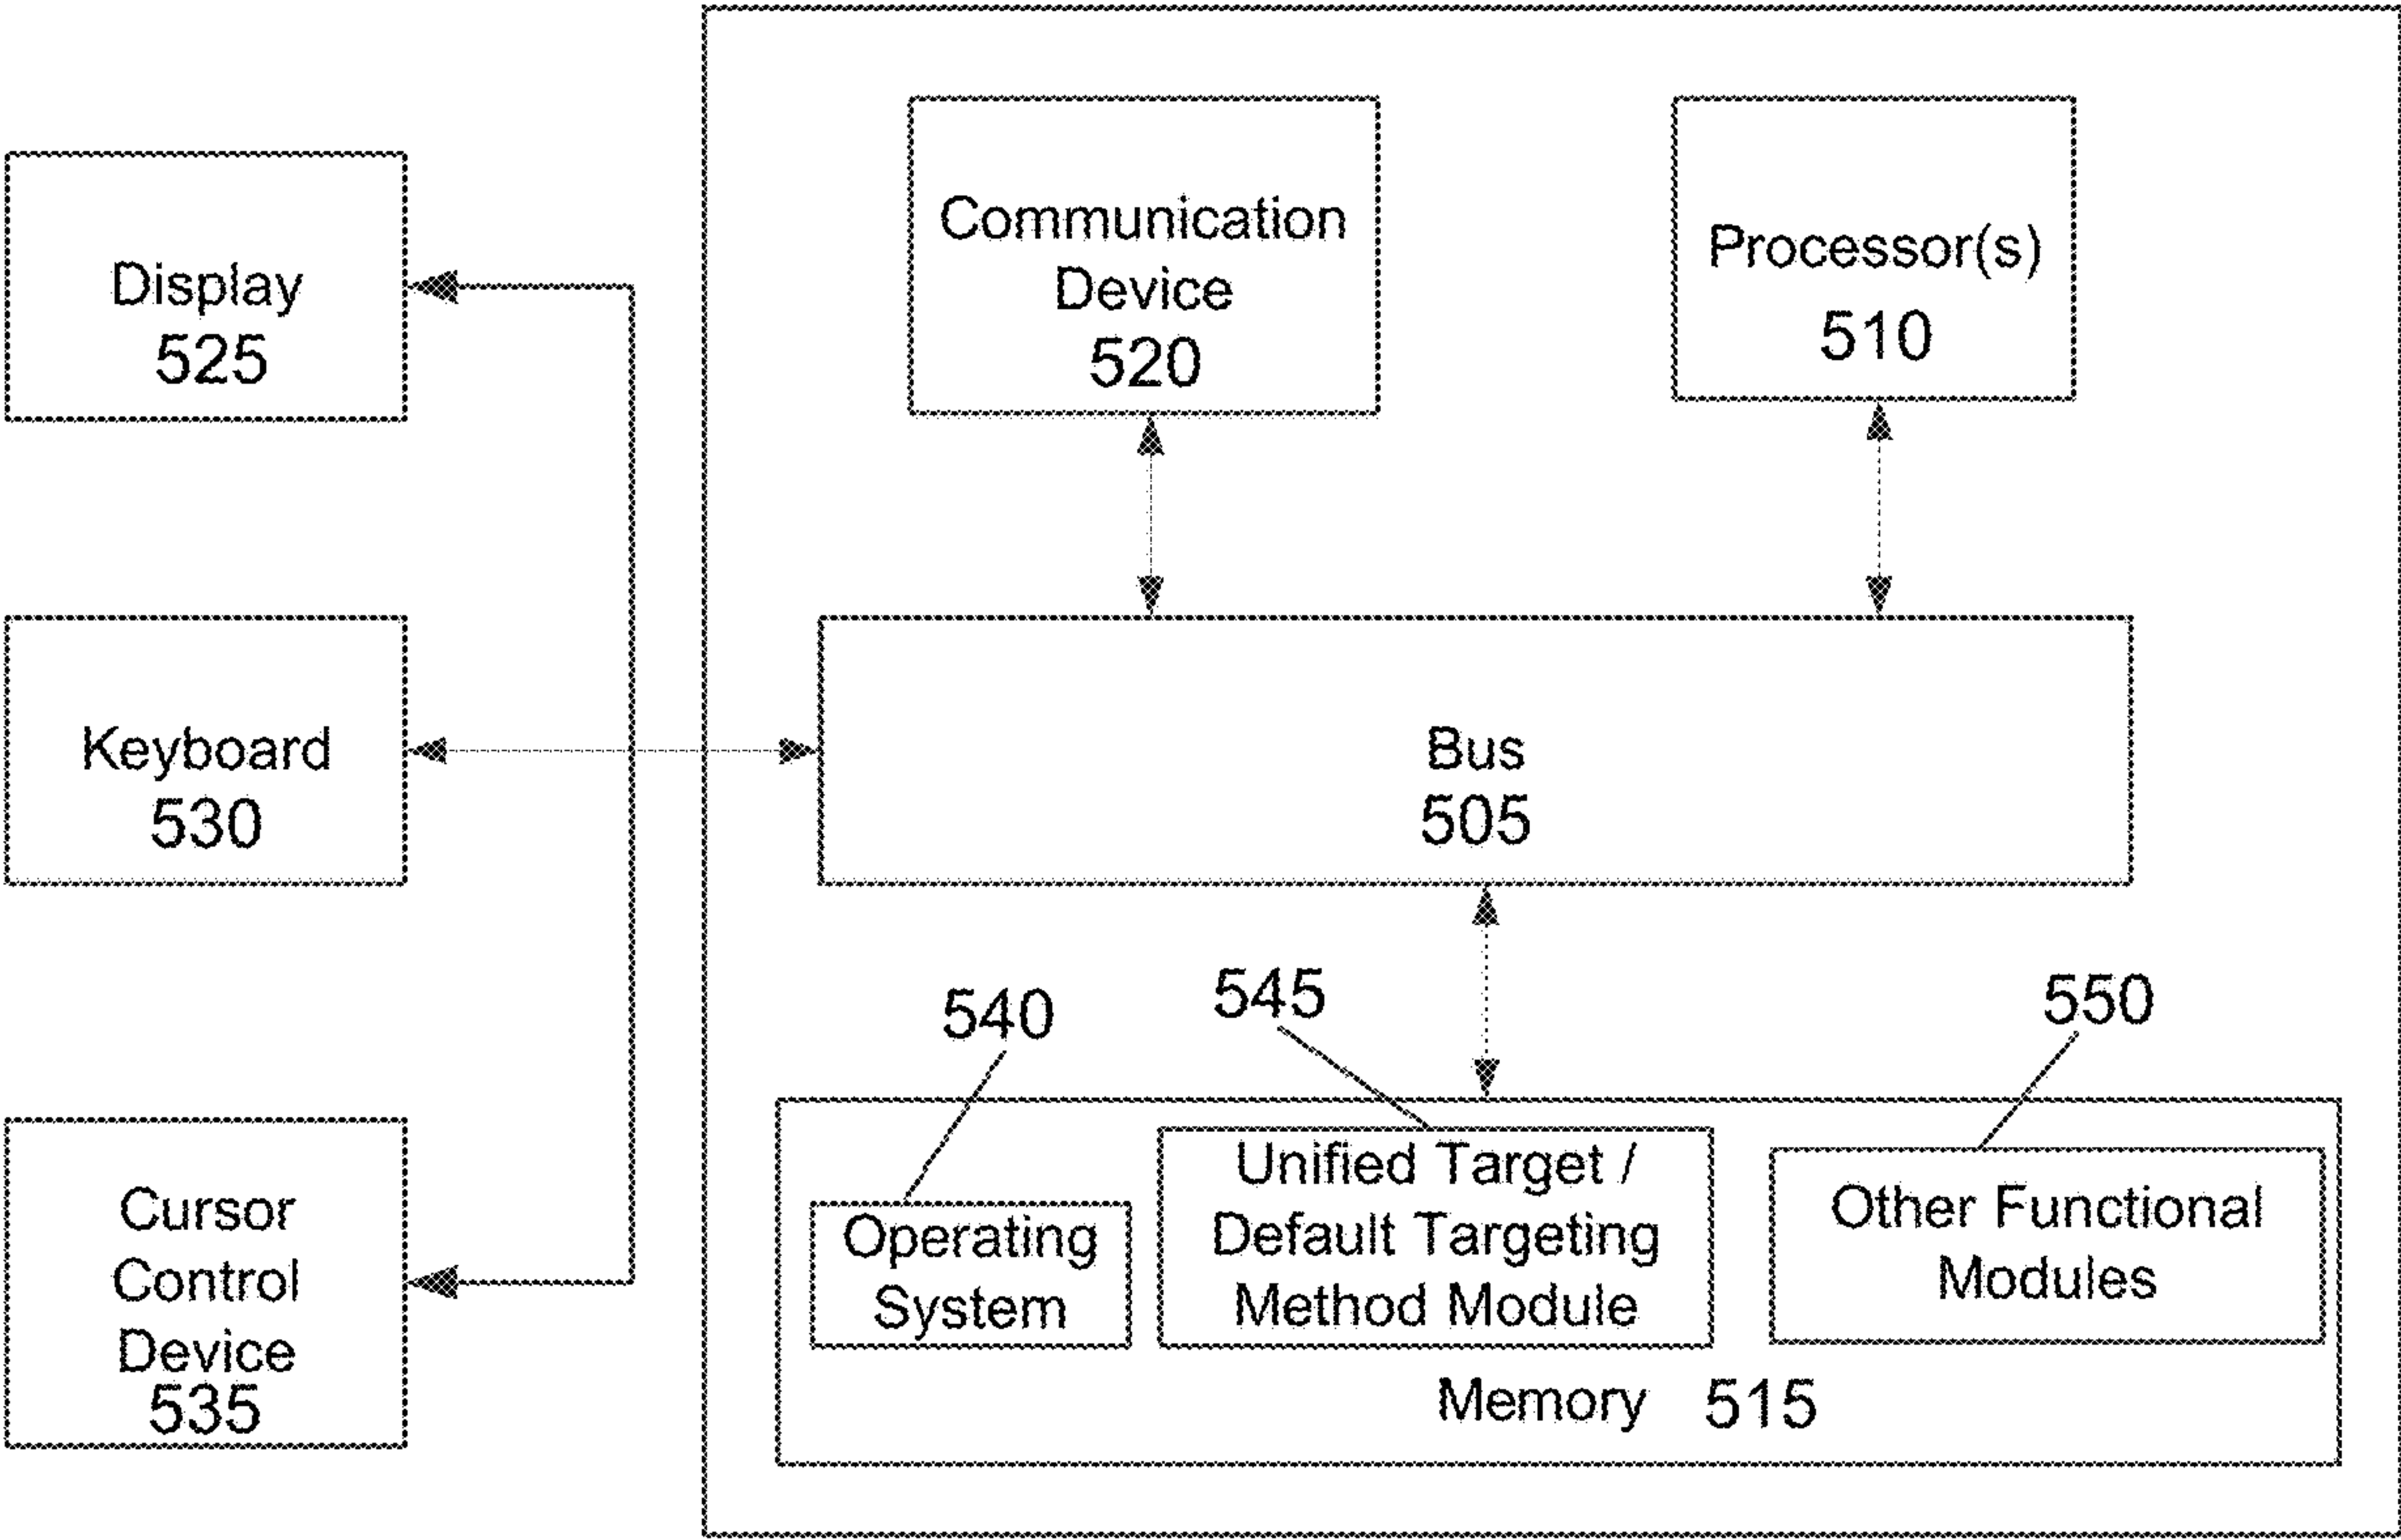 Communication
Device
520
Processor(s)
510
Display
525
Keyboard
530
Bus
505
540
545
550
Cursor
Control
Device
535
Operating
System
Unified Target /
Default Targeting
Method Module
Other Functional
Modules
Memory 515